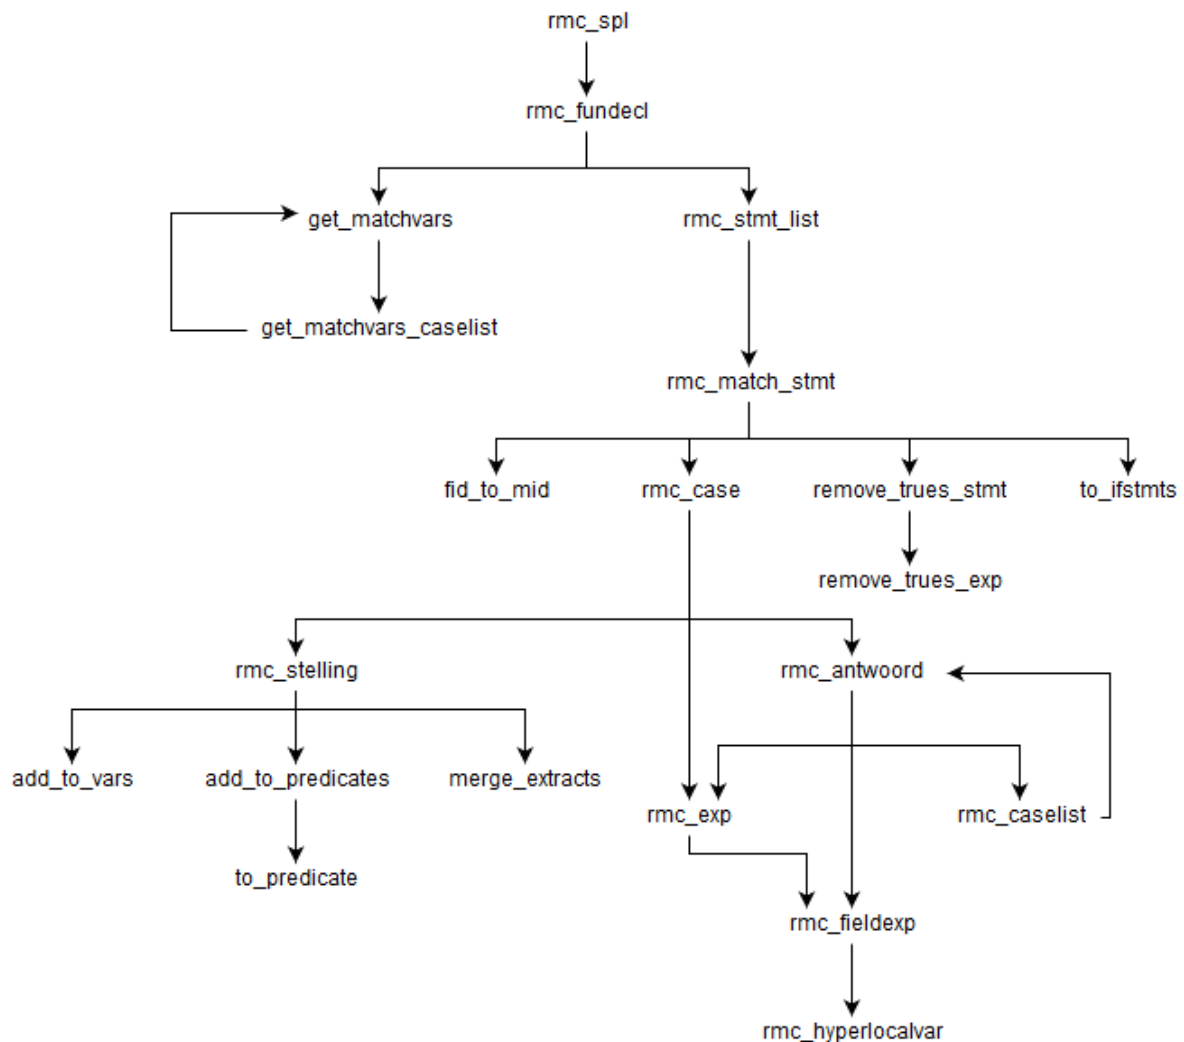 rmc_spl
rmc_fundecl
get_matchvars
rmc_stmt_list
get_matchvars_caselist
rmc_match_stmt
fid_to_mid
rmc_case
remove_trues_stmt
to_ifstmts
remove_trues_exp
rmc_stelling
rmc_antwoord
add_to_vars
add_to_predicates
merge_extracts
rmc_exp
rmc_caselist
to_predicate
rmc_fieldexp
rmc_hyperlocalvar